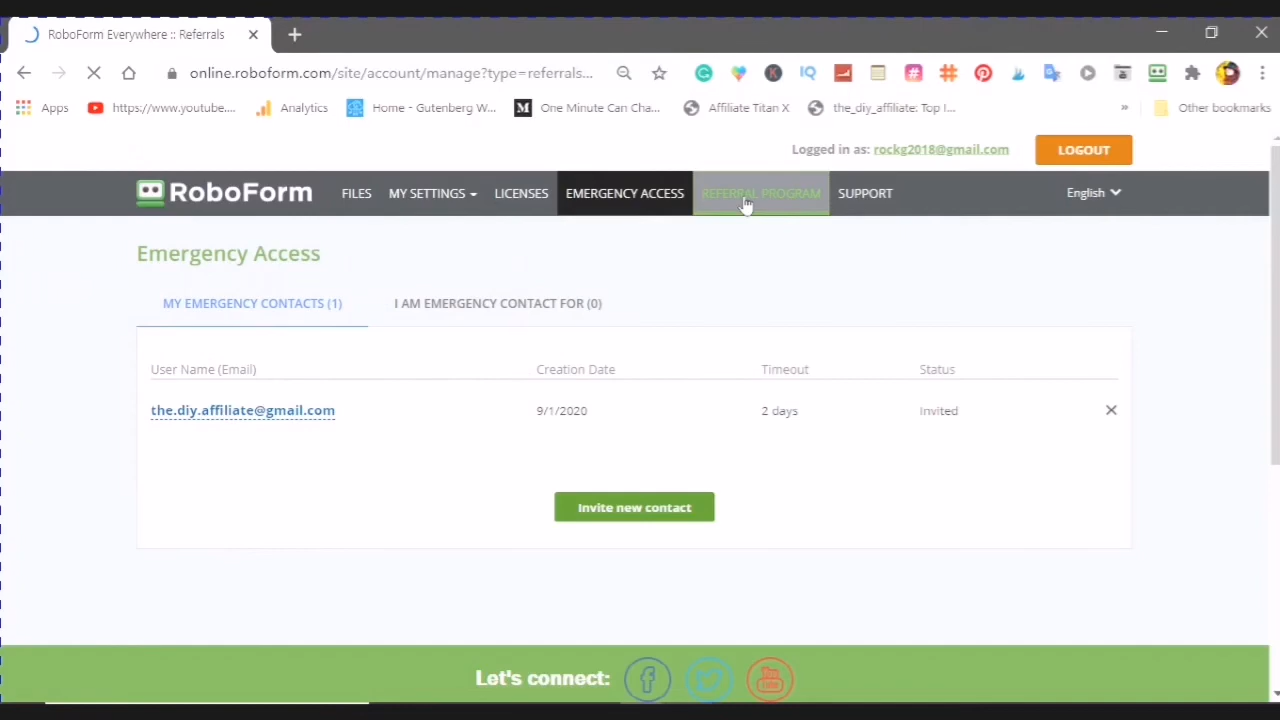 RoboForm Everywhere :: Referrals
online.roboform.com/site/account/manage?type=referrals...
Apps
https://www.youtube....
Analytics
Home - Gutenberg W...
One Minute Can Cha...
Affiliate Titan X
the_diy_affiliate: Top I...
»
Other bookmarks
Logged in as: rockg2018@gmail.com
LOGOUT
RoboForm
FILES
MY SETTINGS
LICENSES
EMERGENCY ACCESS
REFERRAL PROGRAM
SUPPORT
English
Emergency Access
MY EMERGENCY CONTACTS (1)
I AM EMERGENCY CONTACT FOR (0)
User Name (Email)
Creation Date
Timeout
Status
the.diy.affiliate@gmail.com
9/1/2020
2 days
Invited
Invite new contact
Let's connect: